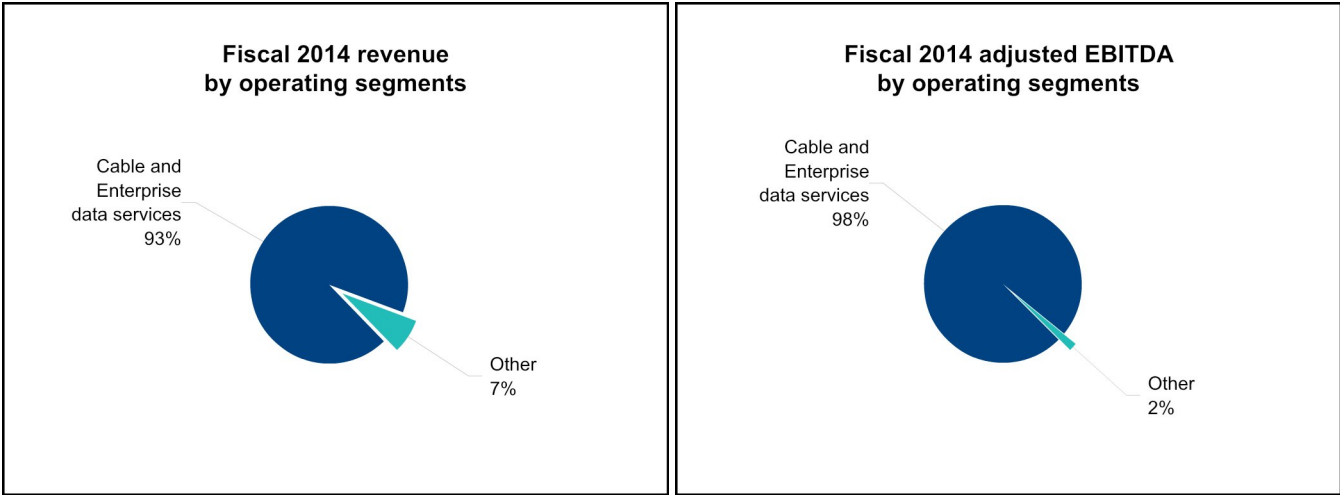 Fiscal 2014 revenue
by operating segments
Cable and
Enterprise
data services
93%
Other
7%
Fiscal 2014 adjusted EBITDA
by operating segments
Cable and
Enterprise
data services
98%
Other
2%